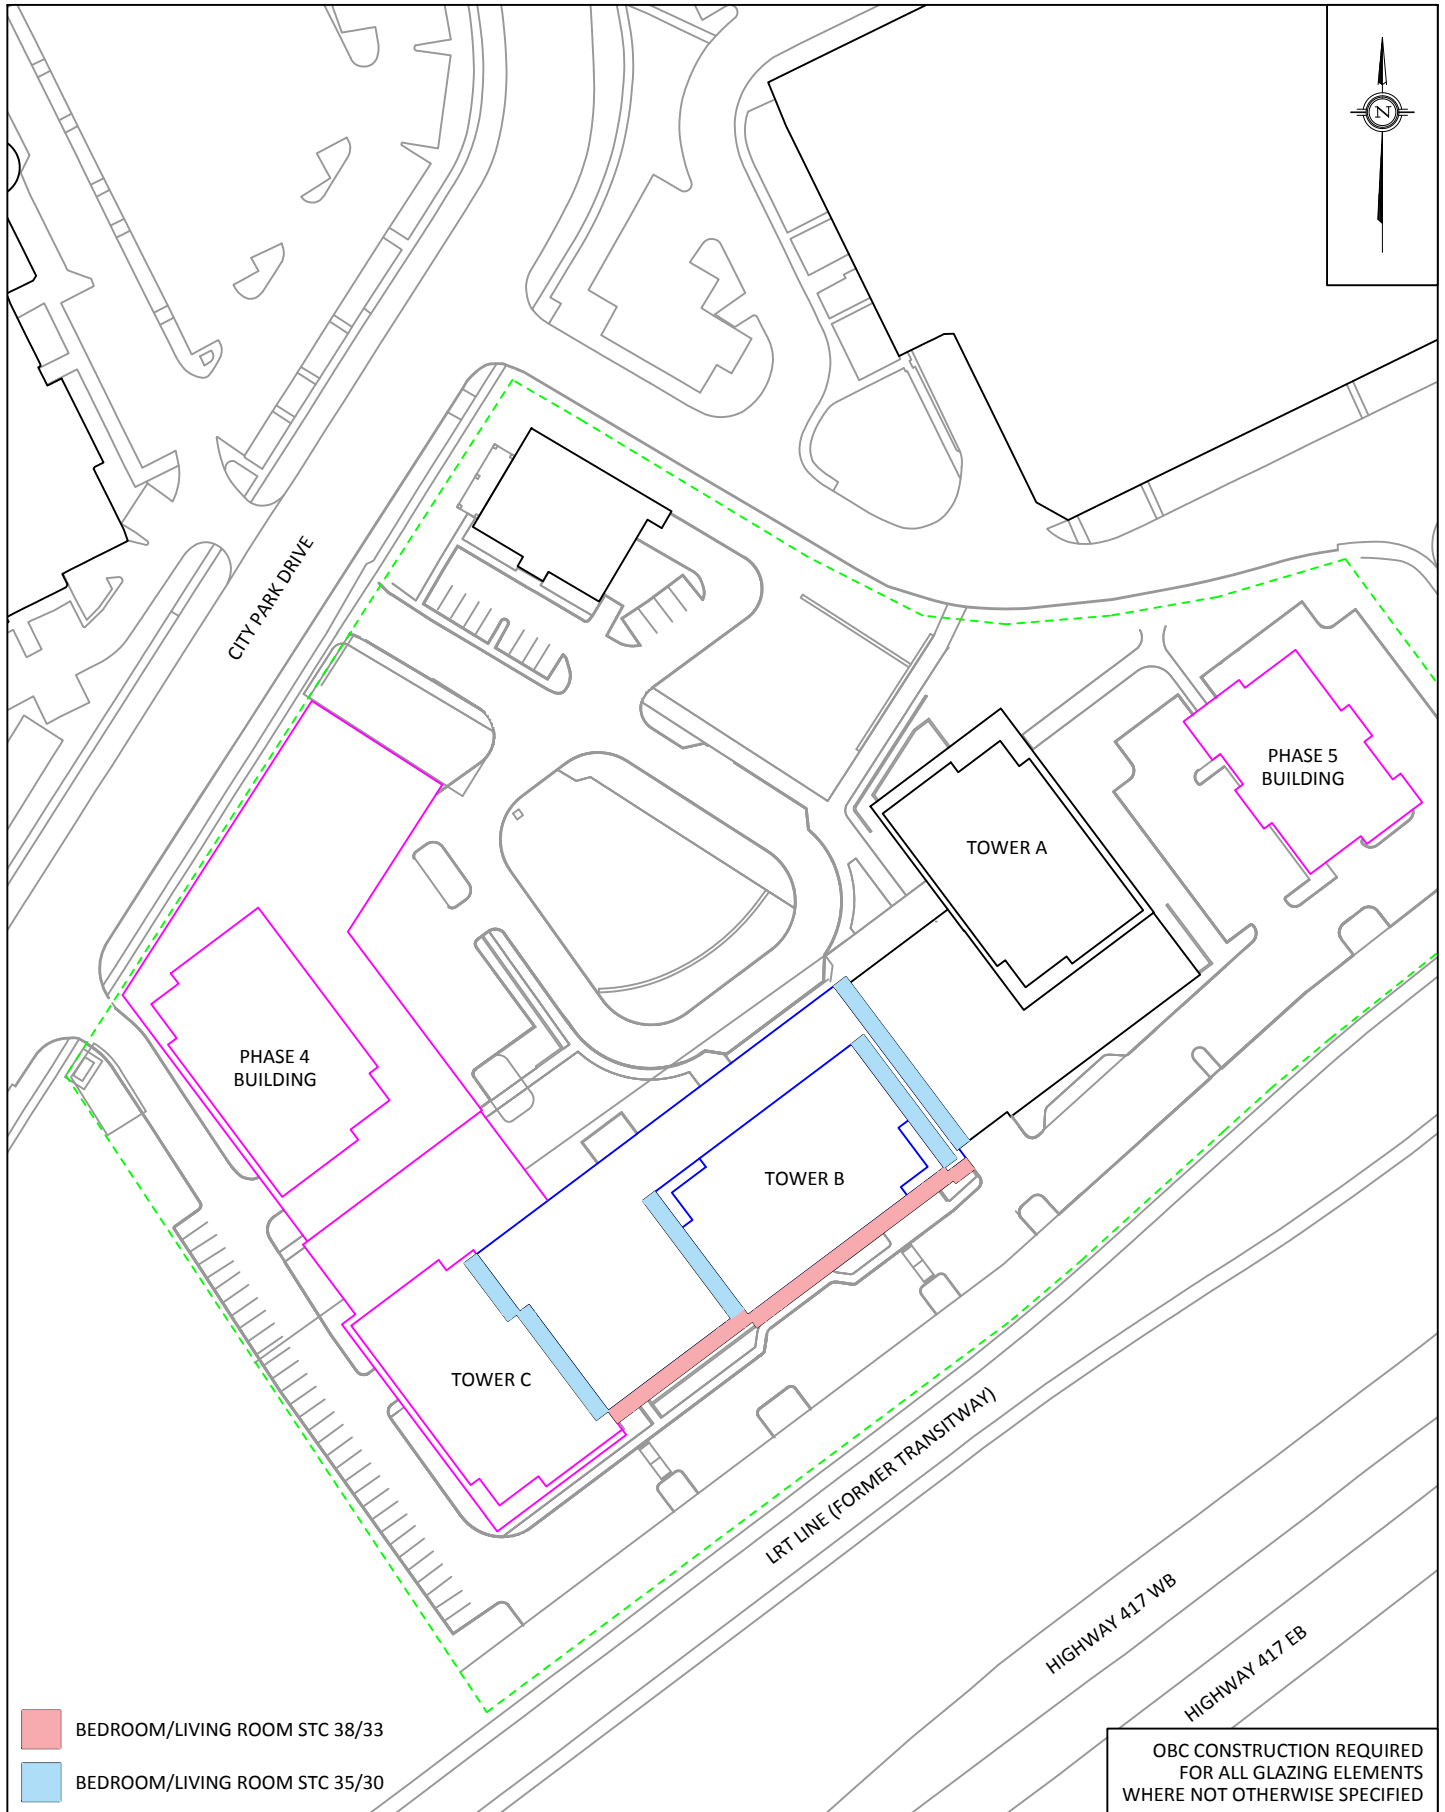 N
CITY PARK DRIVE
PHASE 5
BUILDING
TOWER A
PHASE 4
BUILDING
TOWER B
TOWER C
LRT LINE (FORMER TRANSITWAY)
HIGHWAY 417 WB
HIGHWAY 417 EB
BEDROOM/LIVING ROOM STC 38/33
BEDROOM/LIVING ROOM STC 35/30
OBC CONSTRUCTION REQUIRED
FOR ALL GLAZING ELEMENTS
WHERE NOT OTHERWISE SPECIFIED